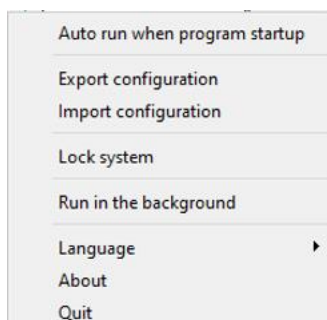 Auto run when program startup
Export configuration
Import configuration
Lock system
Run in the background
Language
About
Quit